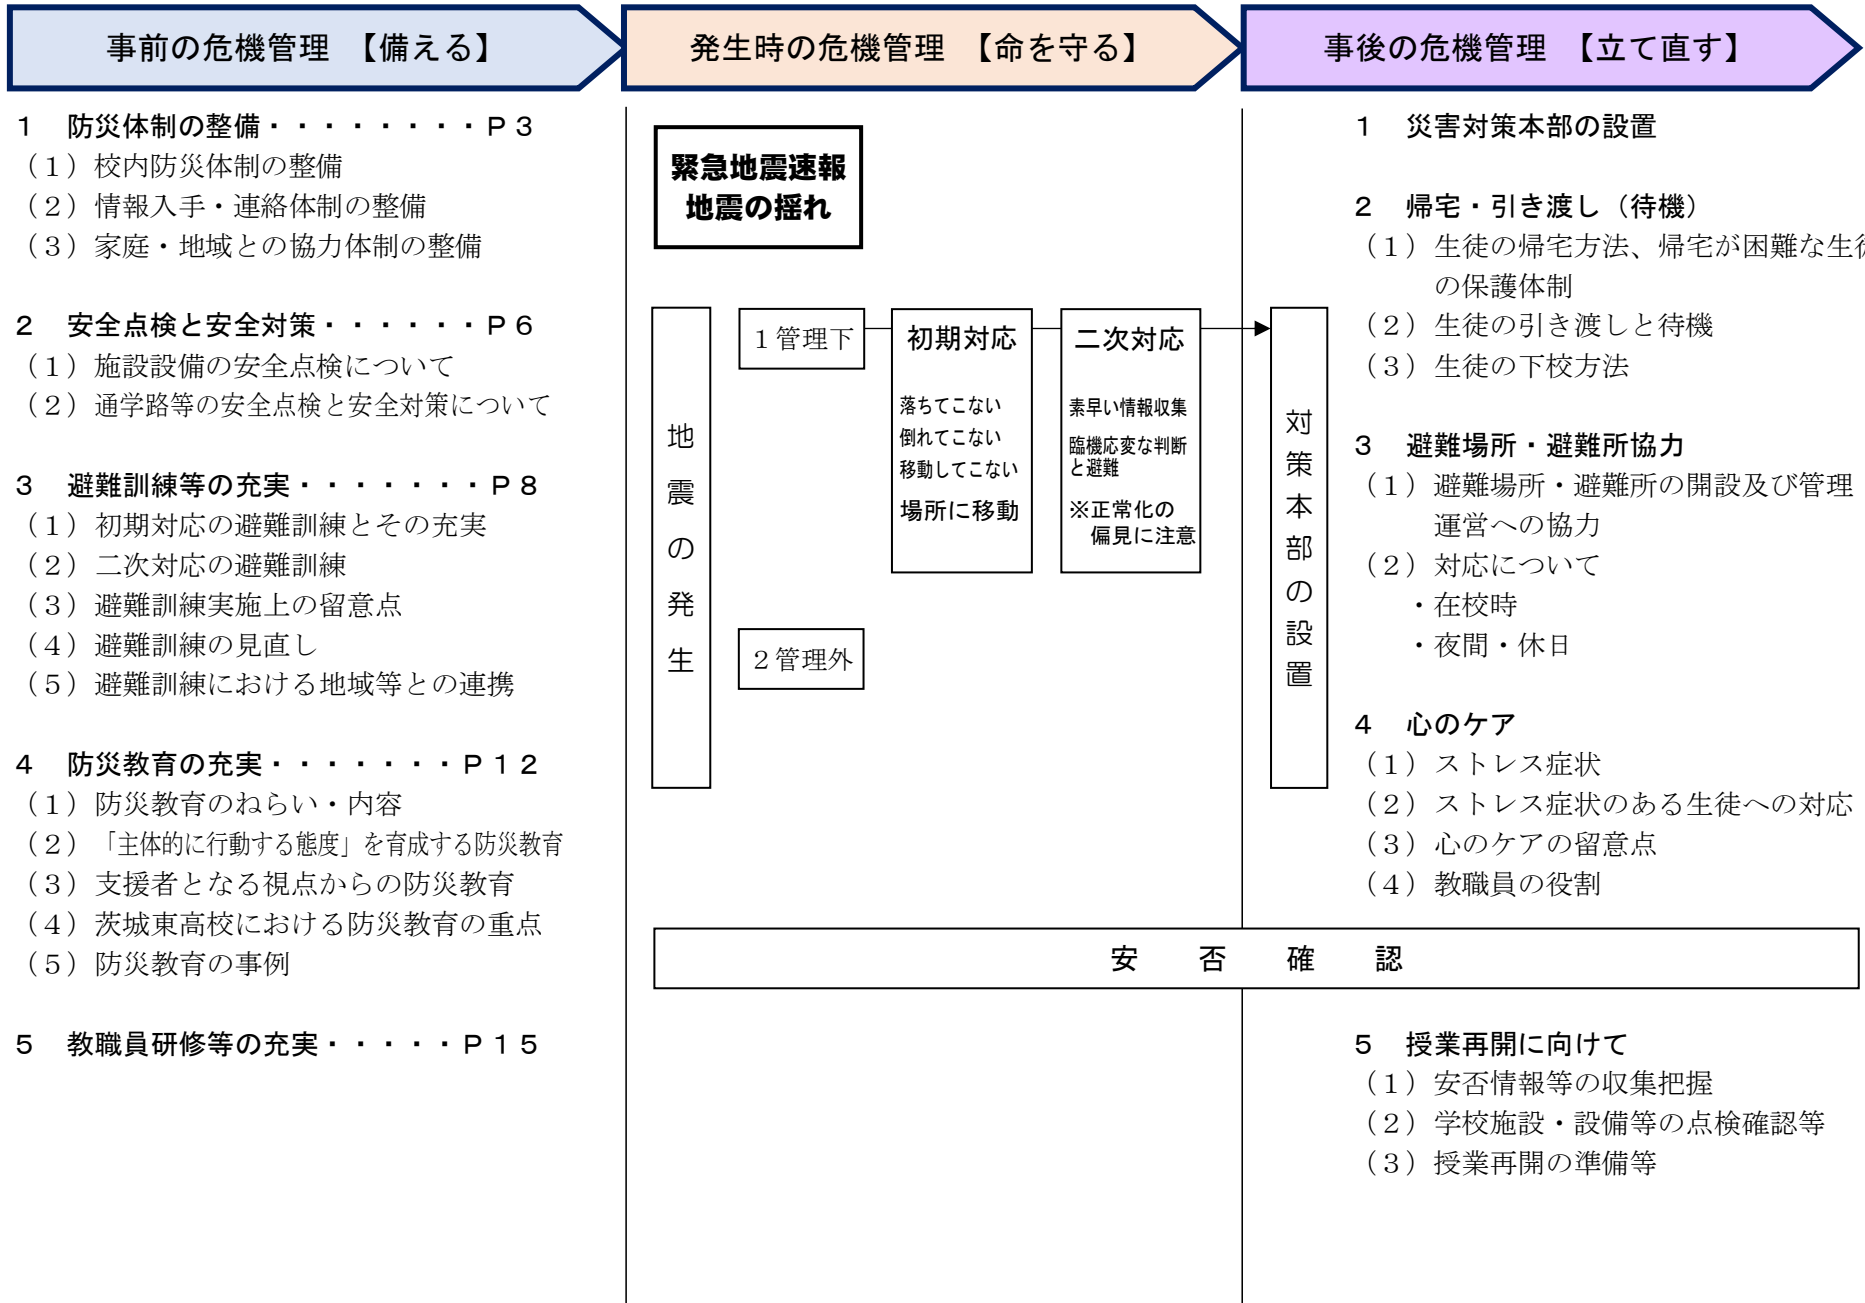 事前の危機管理 【備える】
発生時の危機管理 【命を守る】
事後の危機管理 【立て直す】
1 防災体制の整備・・・・・・・・P3
(1)校内防災体制の整備
(2)情報入手・連絡体制の整備
(3)家庭・地域との協力体制の整備
2 安全点検と安全対策・・・・・・P6
(1)施設設備の安全点検について
(2)通学路等の安全点検と安全対策について
3 避難訓練等の充実・・・・・・・P8
(1)初期対応の避難訓練とその充実
(2)二次対応の避難訓練
(3)避難訓練実施上の留意点
(4)避難訓練の見直し
(5)避難訓練における地域等との連携
4 防災教育の充実・・・・・・・P12
(1)防災教育のねらい・内容
(2)「主体的に行動する態度」を育成する防災教育
(3)支援者となる視点からの防災教育
(4)茨城東高校における防災教育の重点
(5)防災教育の事例
5 教職員研修等の充実・・・・・P15
緊急地震速報
地震の揺れ
地震の発生
1管理下
2管理外
初期対応
落ちてこない
倒れてこない
移動してこない
場所に移動
二次対応
素早い情報収集
臨機応変な判断
と避難
※正常化の
偏見に注意
対策本部の設置
1 災害対策本部の設置
2 帰宅・引き渡し(待機)
(1)生徒の帰宅方法、帰宅が困難な生徒
の保護体制
(2)生徒の引き渡しと待機
(3)生徒の下校方法
3 避難場所・避難所協力
(1)避難場所・避難所の開設及び管理
運営への協力
(2)対応について
・在校時
・夜間・休日
4 心のケア
(1)ストレス症状
(2)ストレス症状のある生徒への対応
(3)心のケアの留意点
(4)教職員の役割
安 否 確 認
5 授業再開に向けて
(1)安否情報等の収集把握
(2)学校施設・設備等の点検確認等
(3)授業再開の準備等